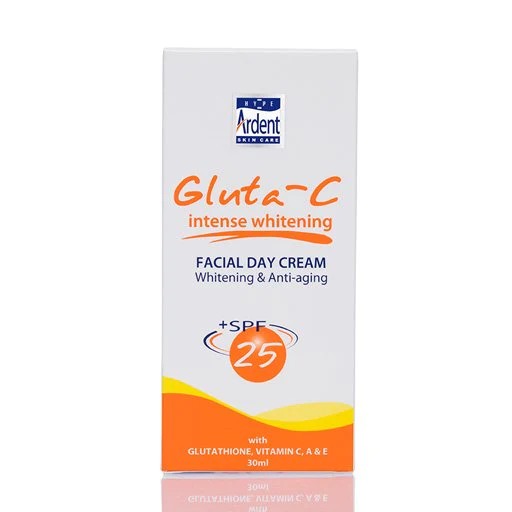 HYPE
Ardent
SKIN CARE
Gluta-C
intense whitening
FACIAL DAY CREAM
Whitening & Anti-aging
+SPF
25
with
GLUTATHIONE, VITAMIN C, A & E
30ml